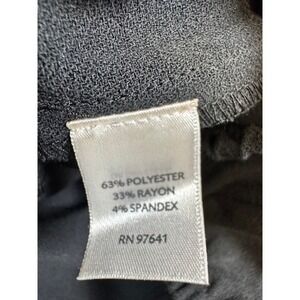 63% POLYESTER
33% RAYON
4% SPANDEX
RN 97641